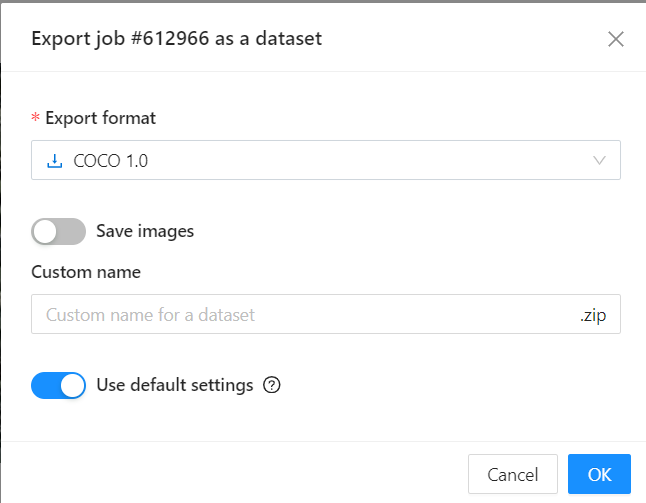 Export job #612966 as a dataset
* Export format
COCO 1.0
Save images
Custom name
Custom name for a dataset .zip
Use default settings ?
Cancel OK